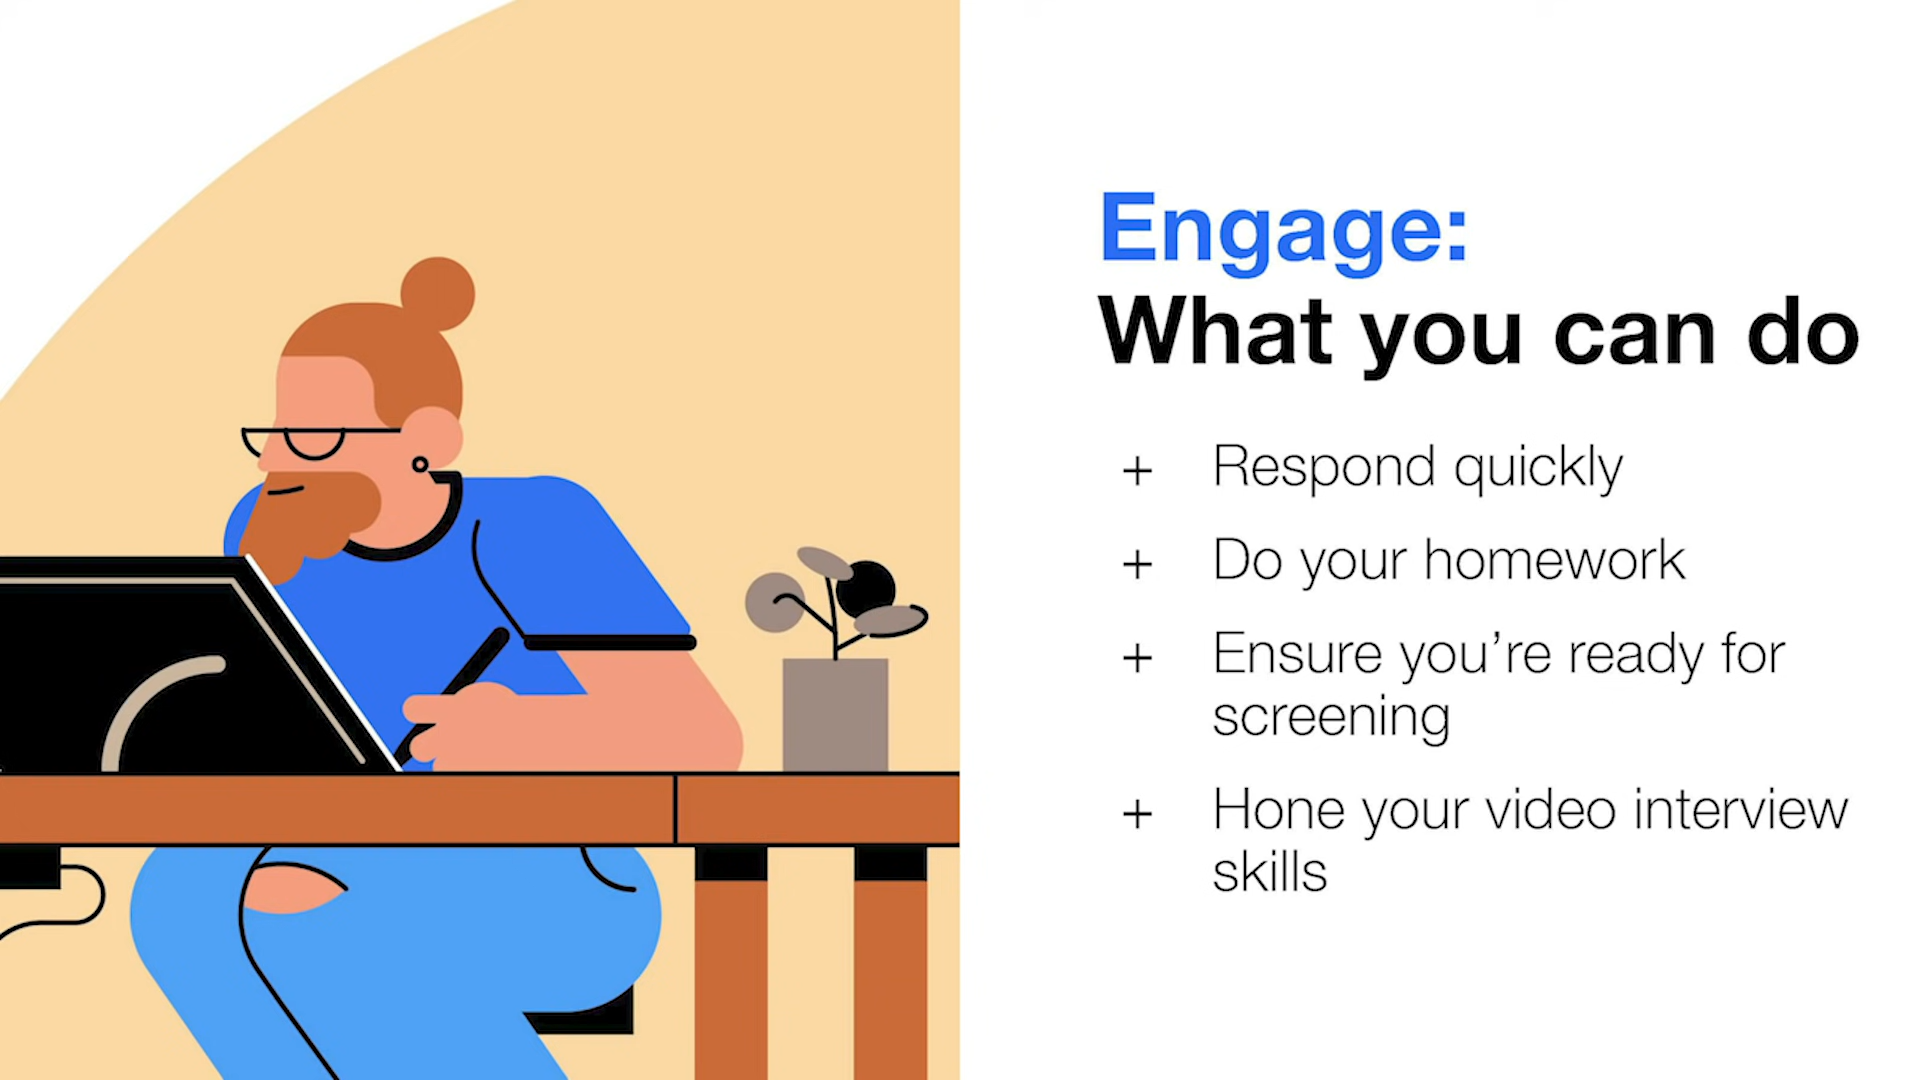 Engage:
What you can do
+ Respond quickly
+ Do your homework
+ Ensure you’re ready for
screening
+ Hone your video interview
skills